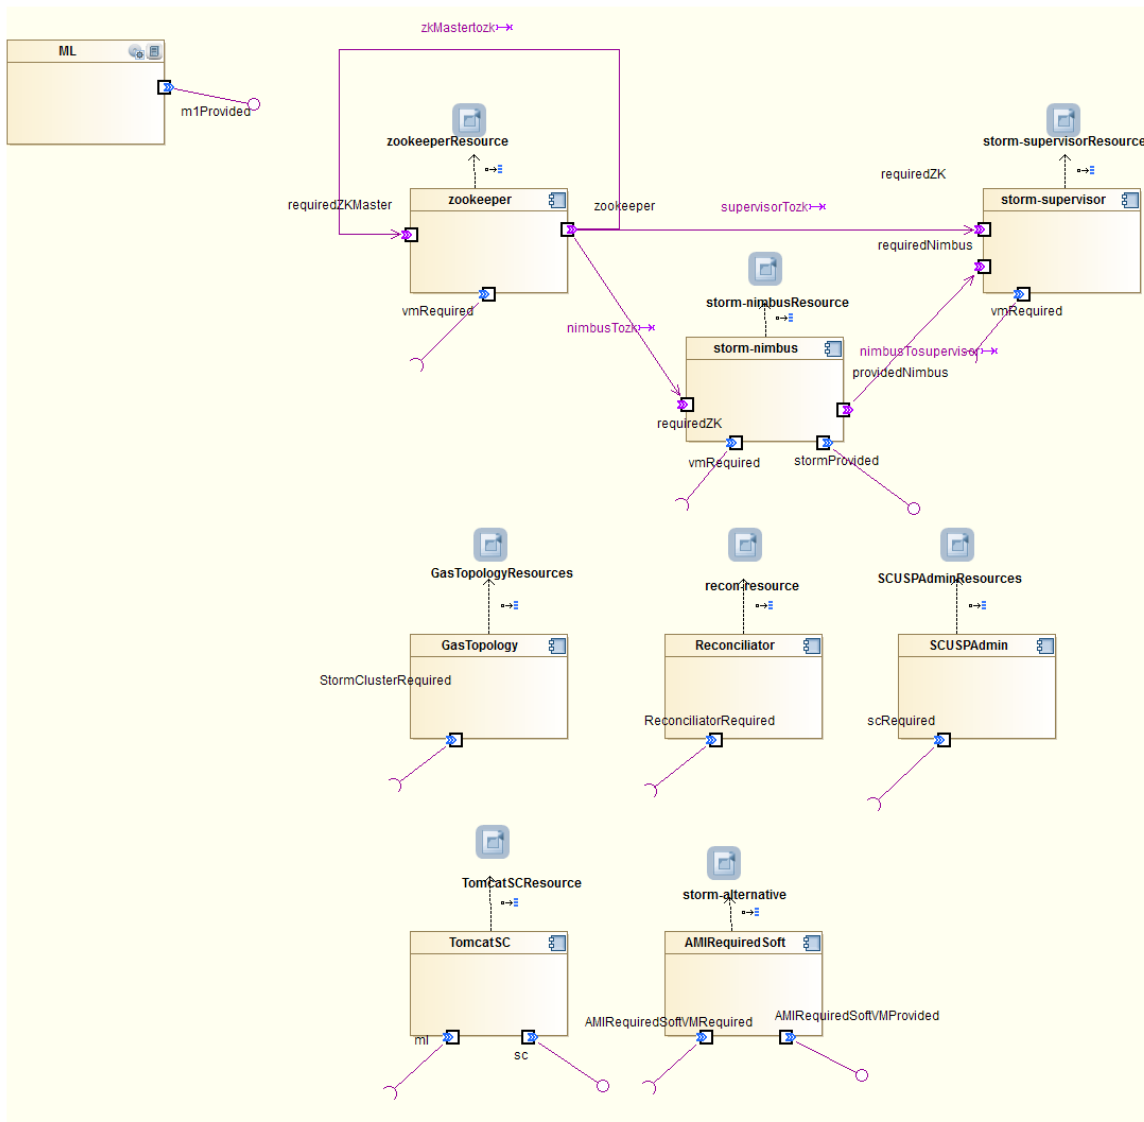 zkMastertozk
ML
m1Provided
zookeeperResource
storm-supervisorResource
requiredZK
requiredZKMaster
zookeeper
zookeeper
supervisorTozk
storm-supervisor
requiredNimbus
vmRequired
storm-nimbusResource
vmRequired
nimbusTozk
storm-nimbus
nimbusTosupervisor
providedNimbus
requiredZK
vmRequired
stormProvided
GasTopologyResources
recon-resource
SCUSPAdminResources
GasTopology
Reconciliator
SCUSPAdmin
StormClusterRequired
ReconciliatorRequired
scRequired
TomcatSCResource
storm-alternative
TomcatSC
AMIRequiredSoft
AMIRequiredSoftVMRequired
AMIRequiredSoftVMProvided
ml
sc